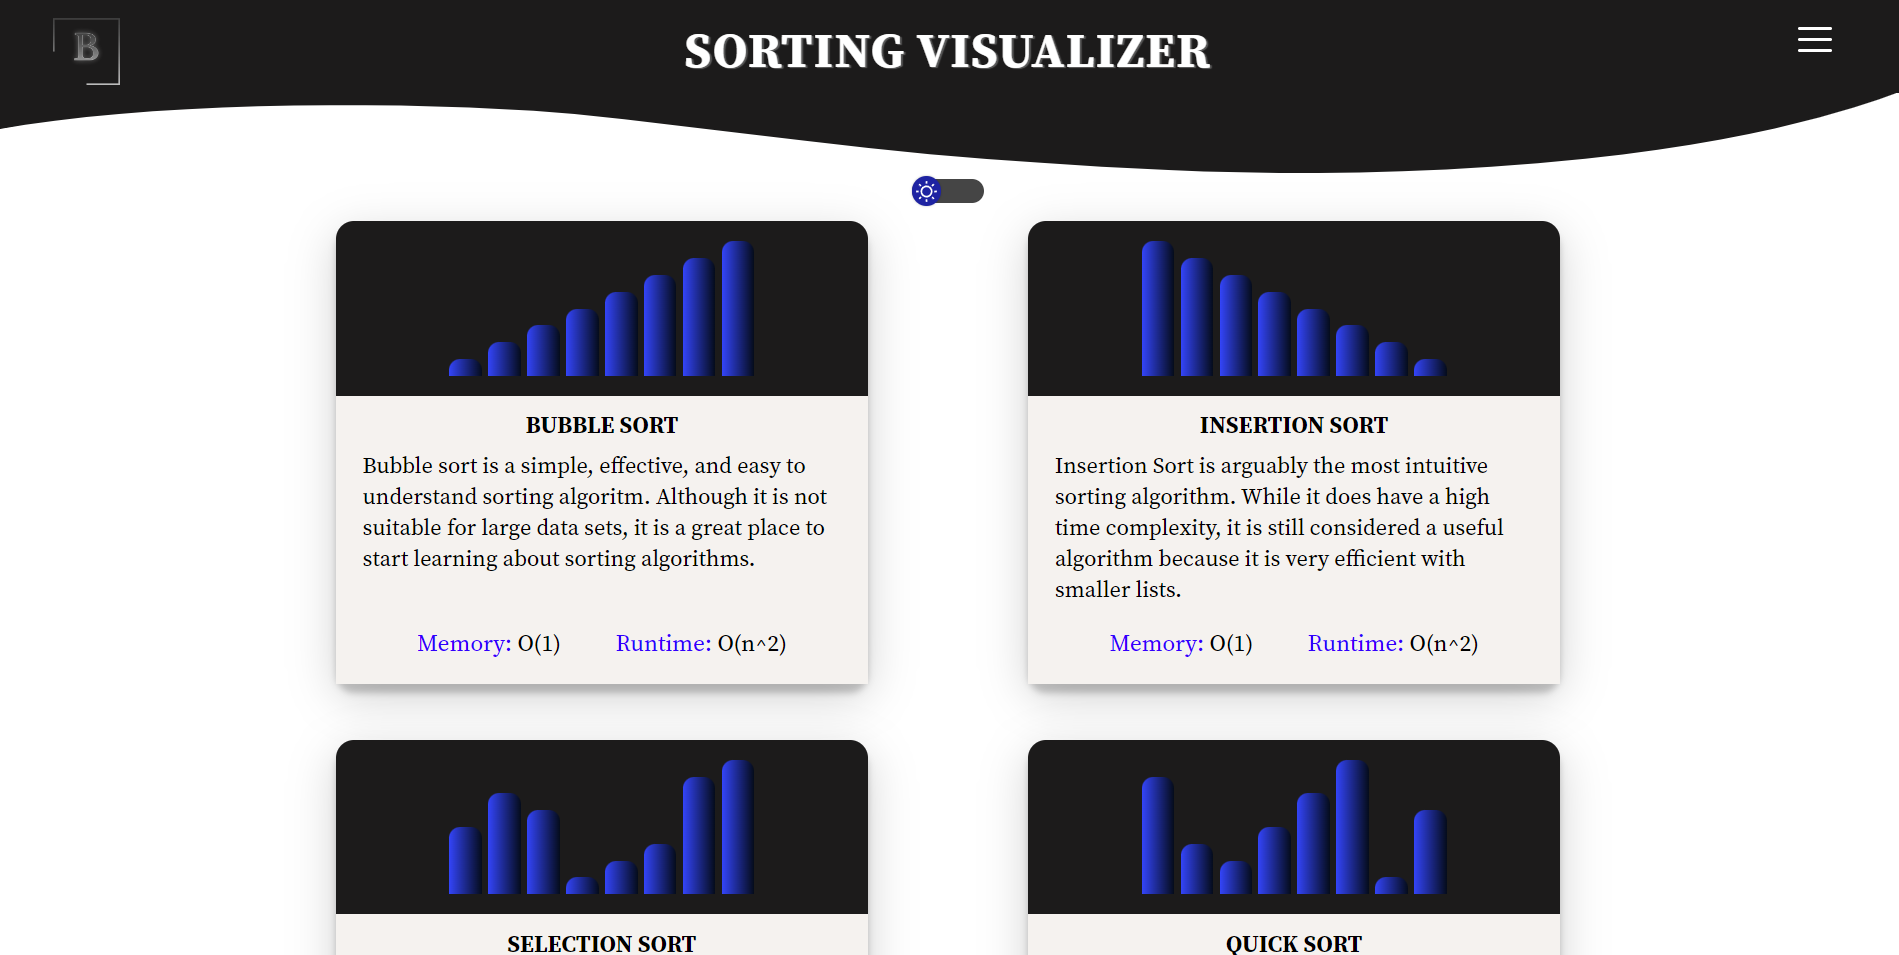 B
SORTING VISUALIZER
BUBBLE SORT
Bubble sort is a simple, effective, and easy to
understand sorting algoritm. Although it is not
suitable for large data sets, it is a great place to
start learning about sorting algorithms.
Memory: O(1) Runtime: O(n^2)
INSERTION SORT
Insertion Sort is arguably the most intuitive
sorting algorithm. While it does have a high
time complexity, it is still considered a useful
algorithm because it is very efficient with
smaller lists.
Memory: O(1) Runtime: O(n^2)
SELECTION SORT
QUICK SORT